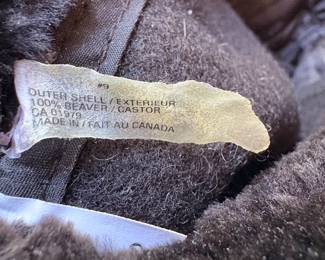 #9
OUTER SHELL / EXTERIEUR
100% BEAVER / CASTOR
CA 01979
MADE IN / FAIT AU CANADA